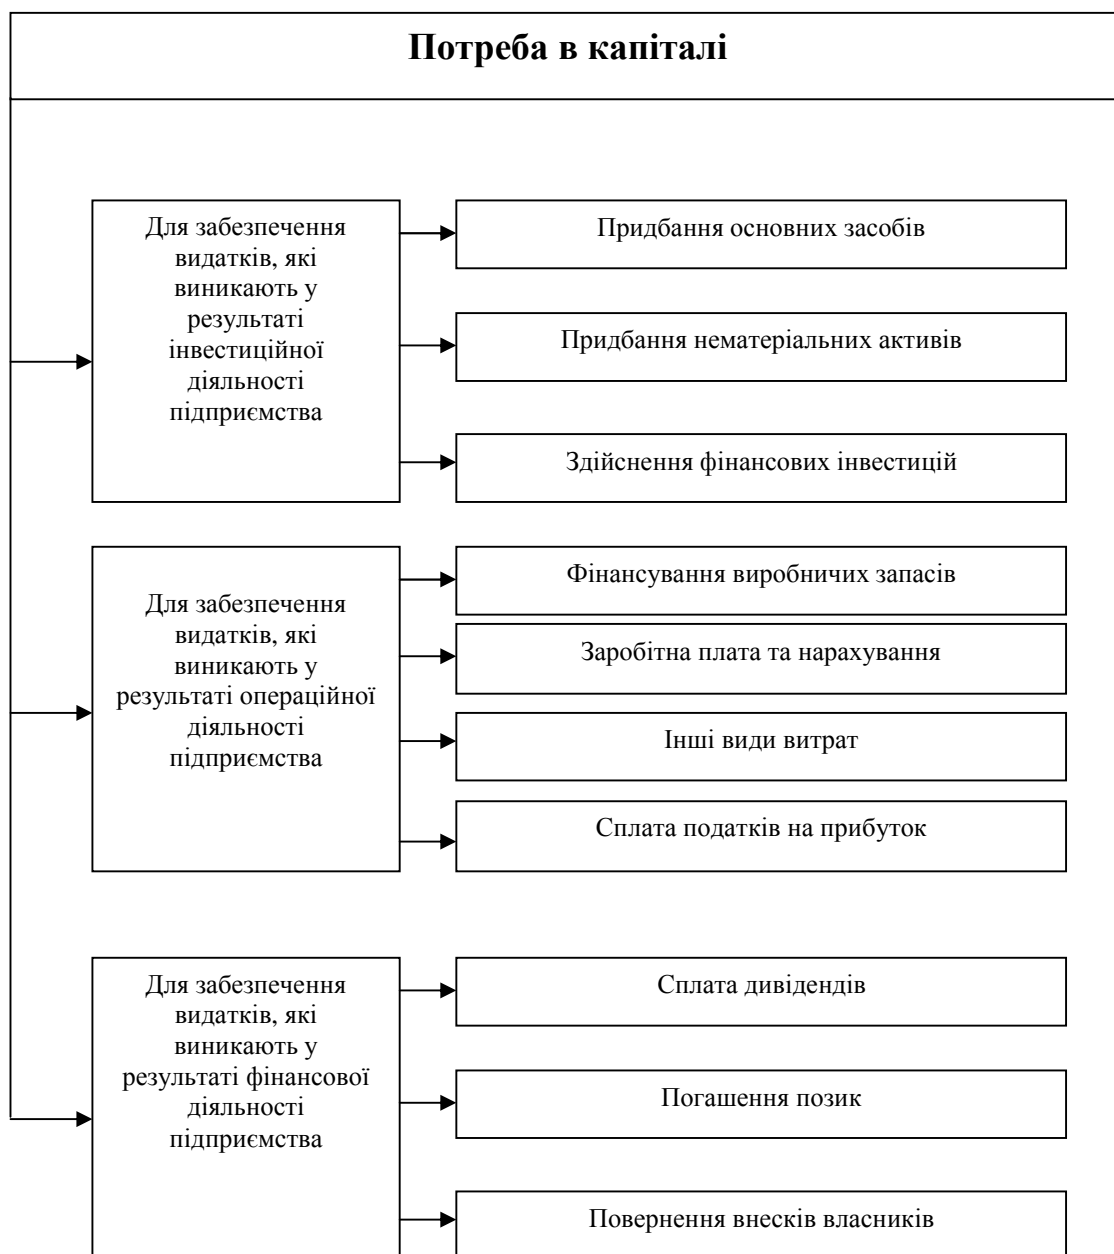 Потреба в капіталі
Для забезпечення
видатків, які
виникають у
результаті
інвестиційної
діяльності
підприємства
Придбання основних засобів
Придбання нематеріальних активів
Здійснення фінансових інвестицій
Для забезпечення
видатків, які
виникають у
результаті операційної
діяльності
підприємства
Фінансування виробничих запасів
Заробітна плата та нарахування
Інші види витрат
Сплата податків на прибуток
Для забезпечення
видатків, які
виникають у
результаті фінансової
діяльності
підприємства
Сплата дивідендів
Погашення позик
Повернення внесків власників